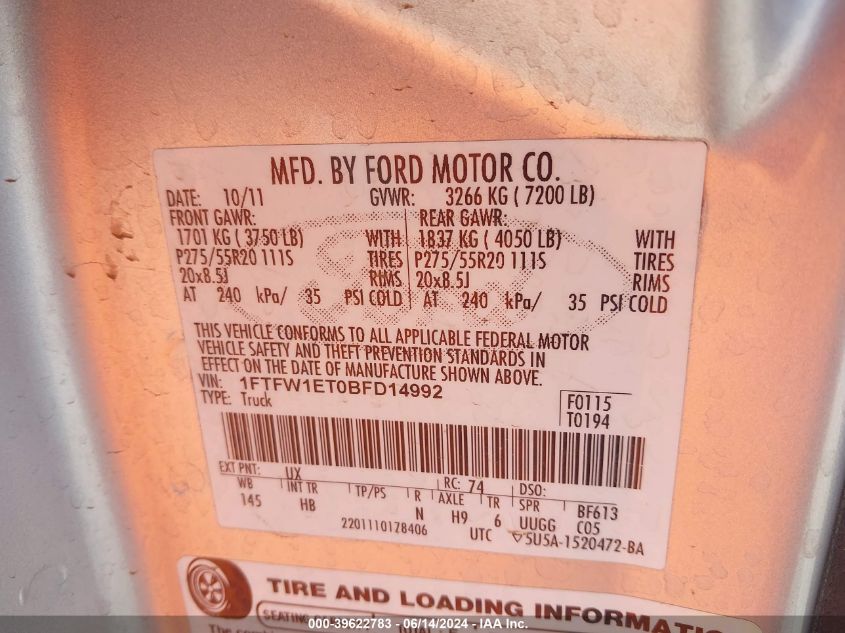 MFD. BY FORD MOTOR CO.
DATE: 10/11 GVWR: 3266 KG ( 7200 LB)
FRONT GAWR: REAR GAWR:
1701 KG ( 3750 LB) WITH 1837 KG ( 4050 LB) WITH
P275/55R20 111S TIRES P275/55R20 111S TIRES
20x8.5J RIMS 20x8.5J RIMS
AT 240 kPa/ 35 PSI COLD AT 240 kPa/ 35 PSI COLD
THIS VEHICLE CONFORMS TO ALL APPLICABLE FEDERAL MOTOR
VEHICLE SAFETY AND THEFT PREVENTION STANDARDS IN
EFFECT ON THE DATE OF MANUFACTURE SHOWN ABOVE.
VIN: 1FTFW1ET0BFD14992
TYPE: Truck
F0115
T0194
EXT PNT: UX RC: 74 DSO:
WB INT TR TP/PS R AXLE TR SPR BF613
145 HB N H9 6 UUGG C05
2201110178406 UTC 5U5A-1520472-BA
TIRE AND LOADING INFORMATION
SEATING
000-39622783 - 06/14/2024 - IAA Inc.